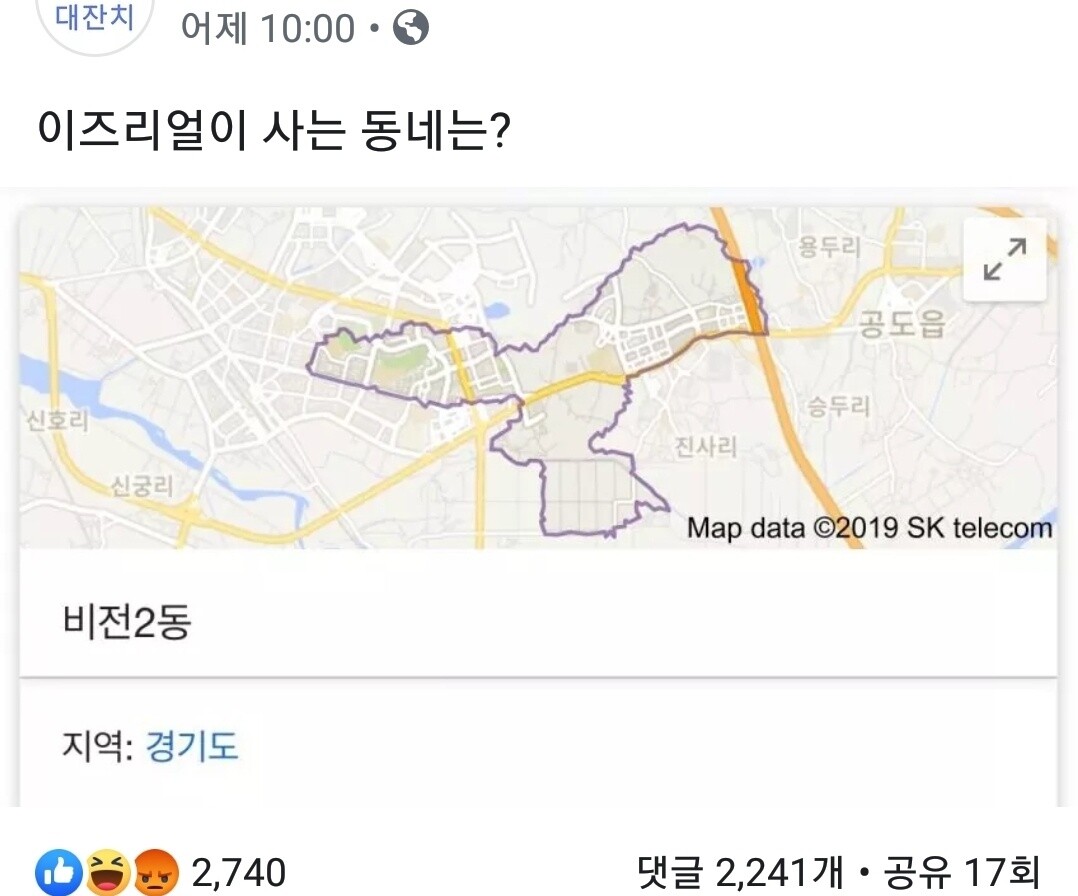 대잔치
어제 10:00 •
이즈리얼이 사는 동네는?
용두리
공도읍
승두리
신호리
진사리
신궁리
Map data ©2019 SK telecom
비전2동
지역: 경기도
2,740
댓글 2,241개 • 공유 17회